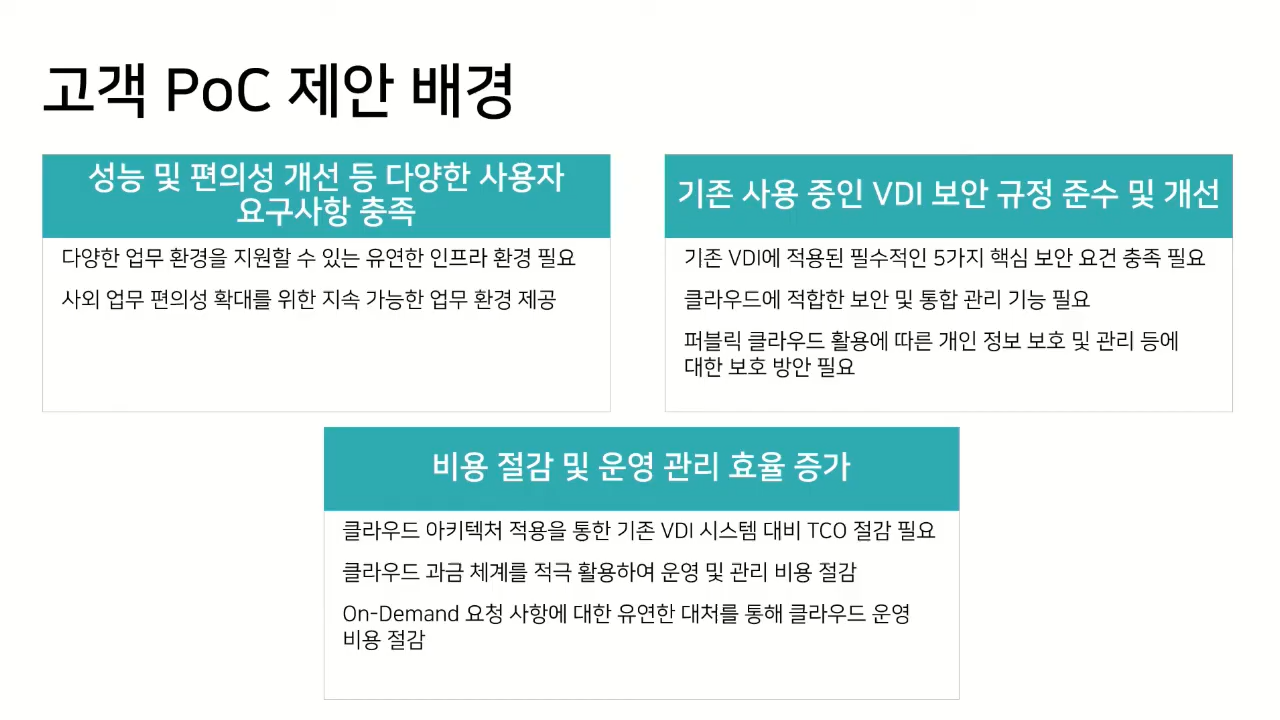 고객 PoC 제안 배경
성능 및 편의성 개선 등 다양한 사용자
요구사항 충족
다양한 업무 환경을 지원할 수 있는 유연한 인프라 환경 필요
사외 업무 편의성 확대를 위한 지속 가능한 업무 환경 제공
기존 사용 중인 VDI 보안 규정 준수 및 개선
기존 VDI에 적용된 필수적인 5가지 핵심 보안 요건 충족 필요
클라우드에 적합한 보안 및 통합 관리 기능 필요
퍼블릭 클라우드 활용에 따른 개인 정보 보호 및 관리 등에
대한 보호 방안 필요
비용 절감 및 운영 관리 효율 증가
클라우드 아키텍처 적용을 통한 기존 VDI 시스템 대비 TCO 절감 필요
클라우드 과금 체계를 적극 활용하여 운영 및 관리 비용 절감
On-Demand 요청 사항에 대한 유연한 대처를 통해 클라우드 운영
비용 절감